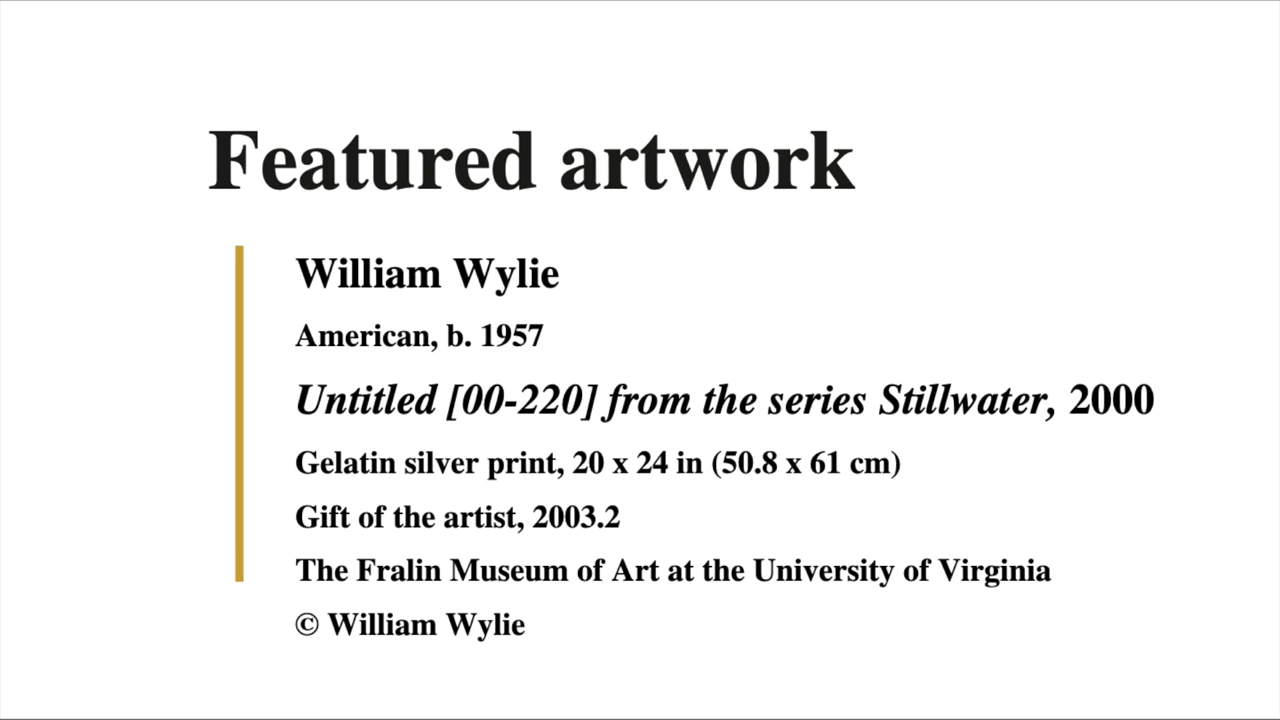 Featured artwork
William Wylie
American, b. 1957
Untitled [00-220] from the series Stillwater, 2000
Gelatin silver print, 20 x 24 in (50.8 x 61 cm)
Gift of the artist, 2003.2
The Fralin Museum of Art at the University of Virginia
© William Wylie